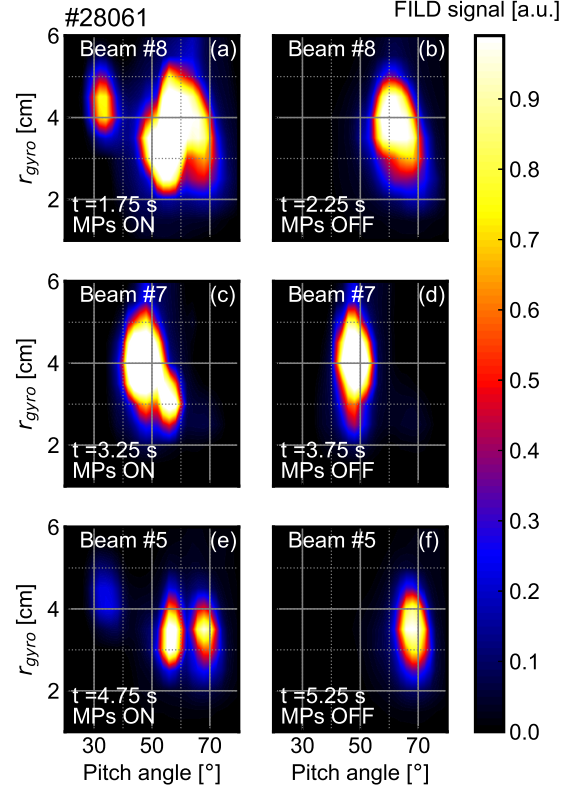 #28061
FILD signal [a.u.]
6
Beam #8
(a)
Beam #8
(b)
0.9
4
r_gyro [cm]
0.8
2
t =1.75 s
MPs ON
t =2.25 s
MPs OFF
0.7
6
Beam #7
(c)
Beam #7
(d)
0.6
4
r_gyro [cm]
0.5
2
t =3.25 s
MPs ON
t =3.75 s
MPs OFF
0.4
6
Beam #5
(e)
Beam #5
(f)
0.3
4
r_gyro [cm]
0.2
2
t =4.75 s
MPs ON
t =5.25 s
MPs OFF
0.1
0.0
30 50 70
30 50 70
Pitch angle [°]
Pitch angle [°]